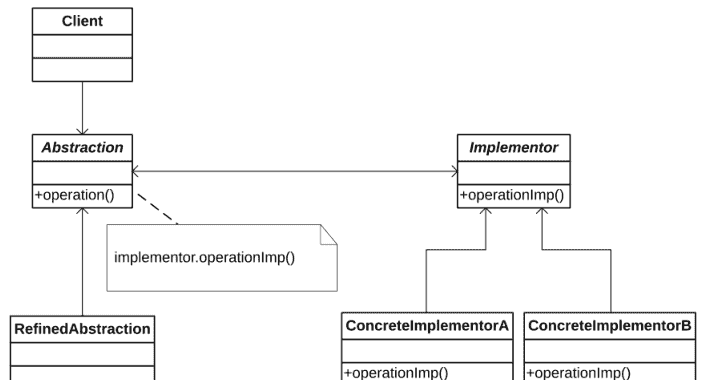 Client
Abstraction
+operation()
Implementor
+operationImp()
implementor.operationImp()
RefinedAbstraction
ConcreteImplementorA
+operationImp()
ConcreteImplementorB
+operationImp()